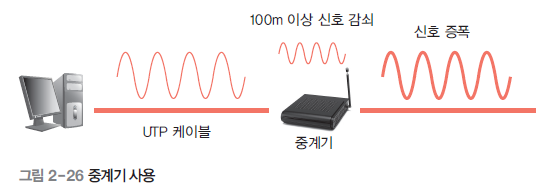 100m 이상 신호 감쇠
신호 증폭
UTP 케이블
중계기
그림 2-26 중계기 사용